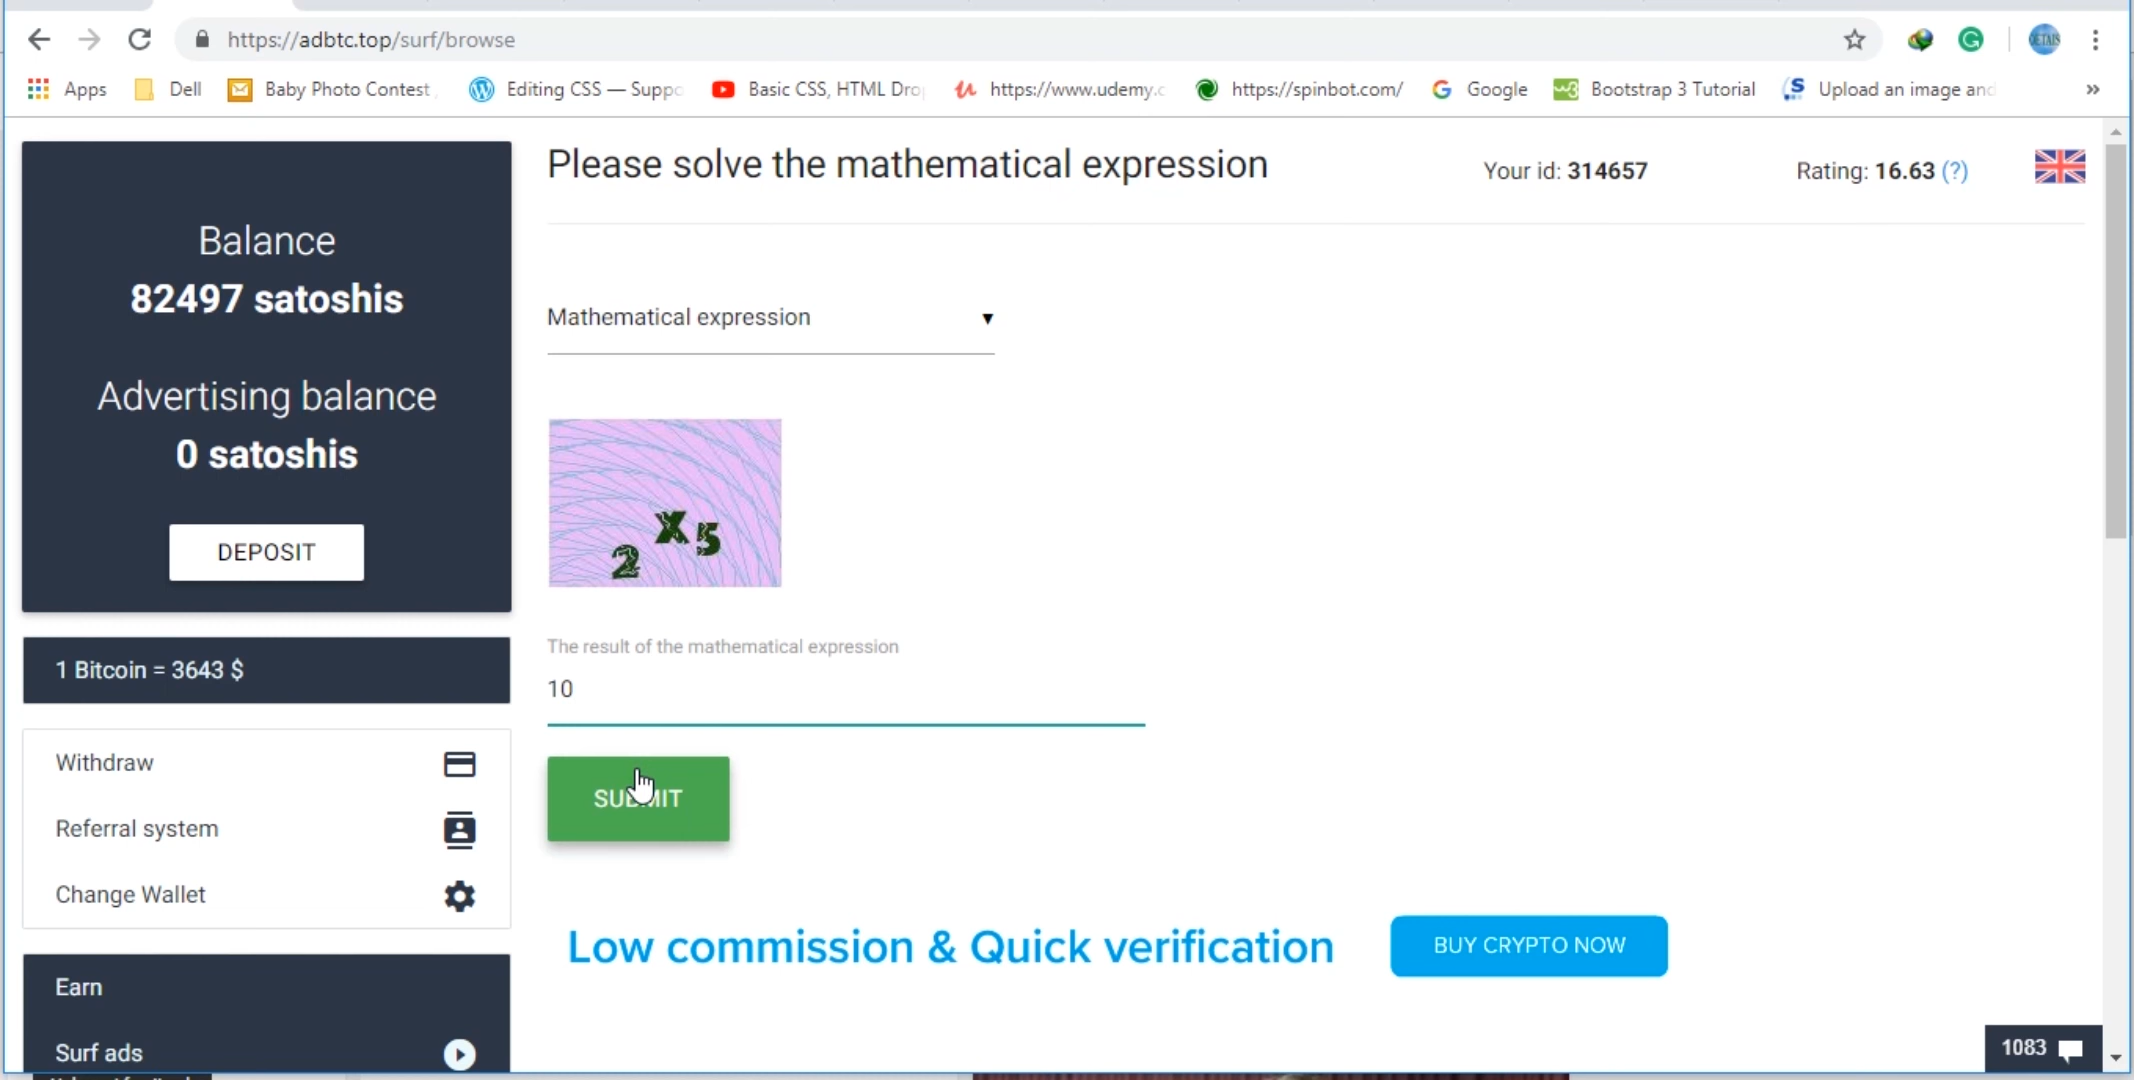 https://adbtc.top/surf/browse
Apps Dell Baby Photo Contest Editing CSS — Suppo Basic CSS, HTML Dro https://www.udemy.c https://spinbot.com/ Google Bootstrap 3 Tutorial Upload an image and »
Please solve the mathematical expression
Your id: 314657
Rating: 16.63 (?)
Balance
82497 satoshis
Advertising balance
0 satoshis
DEPOSIT
1 Bitcoin = 3643 $
Withdraw
Referral system
Change Wallet
Earn
Surf ads
Mathematical expression
2 X 5
The result of the mathematical expression
10
SUBMIT
Low commission & Quick verification
BUY CRYPTO NOW
1083